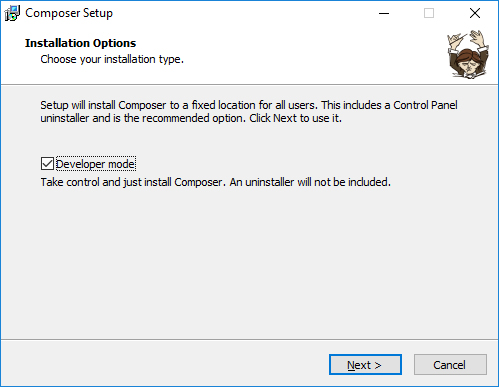 Composer Setup
Installation Options
Choose your installation type.
Setup will install Composer to a fixed location for all users. This includes a Control Panel
uninstaller and is the recommended option. Click Next to use it.
Developer mode
Take control and just install Composer. An uninstaller will not be included.
Next >
Cancel